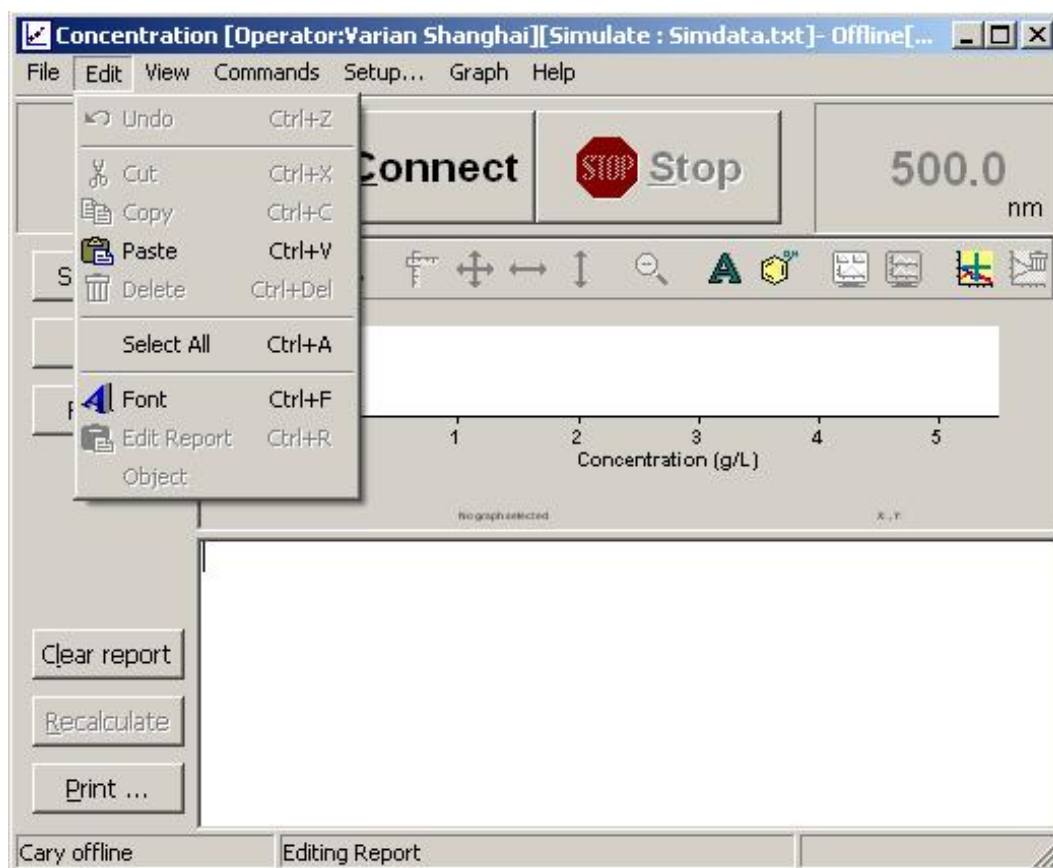 Concentration [Operator:Varian Shanghai][Simulate : Simdata.txt]- Offline[...
File Edit View Commands Setup... Graph Help
Undo Ctrl+Z
Cut Ctrl+X
Copy Ctrl+C
Paste Ctrl+V
Delete Ctrl+Del
Select All Ctrl+A
Font Ctrl+F
Edit Report Ctrl+R
Object
Connect
STOP Stop
500.0
nm
S
A OH
F
1 2 3 4 5
Concentration (g/L)
No graph selected
X:, Y:
Clear report
Recalculate
Print ...
Cary offline
Editing Report